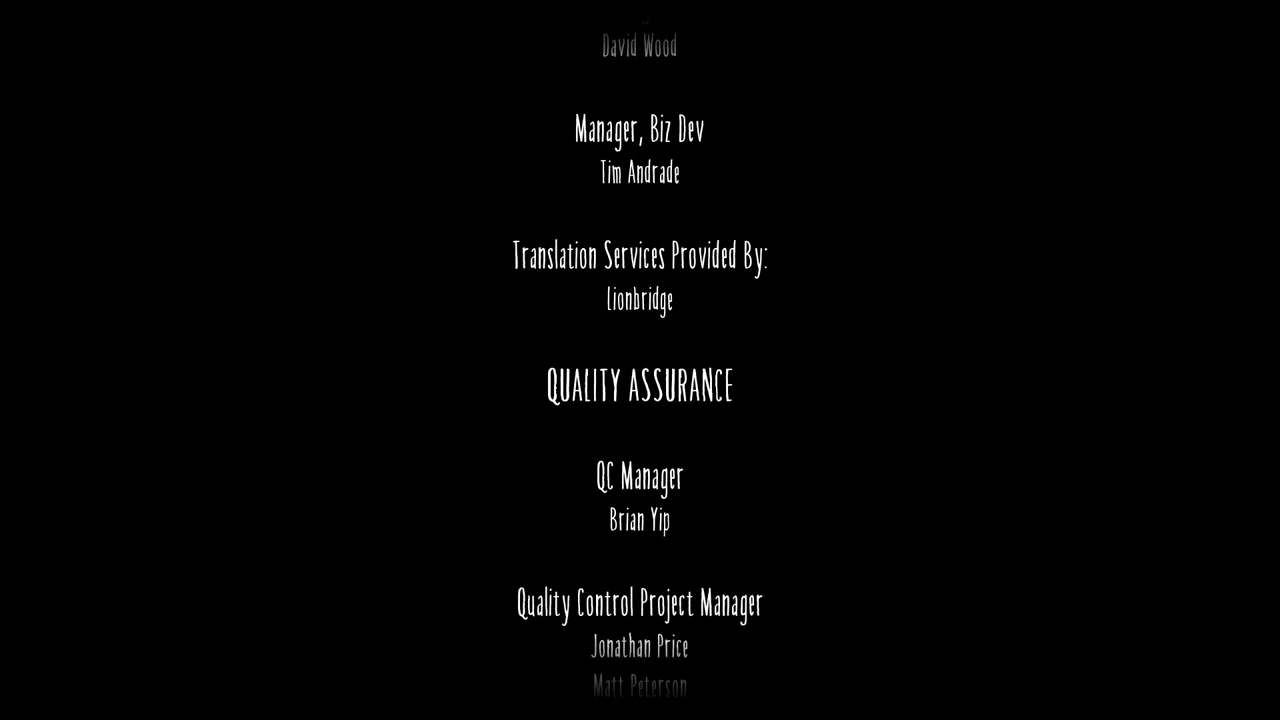 David Wood
Manager, Biz Dev
Tim Andrade
Translation Services Provided By:
Lionbridge
QUALITY ASSURANCE
QC Manager
Brian Yip
Quality Control Project Manager
Jonathan Price
Matt Peterson